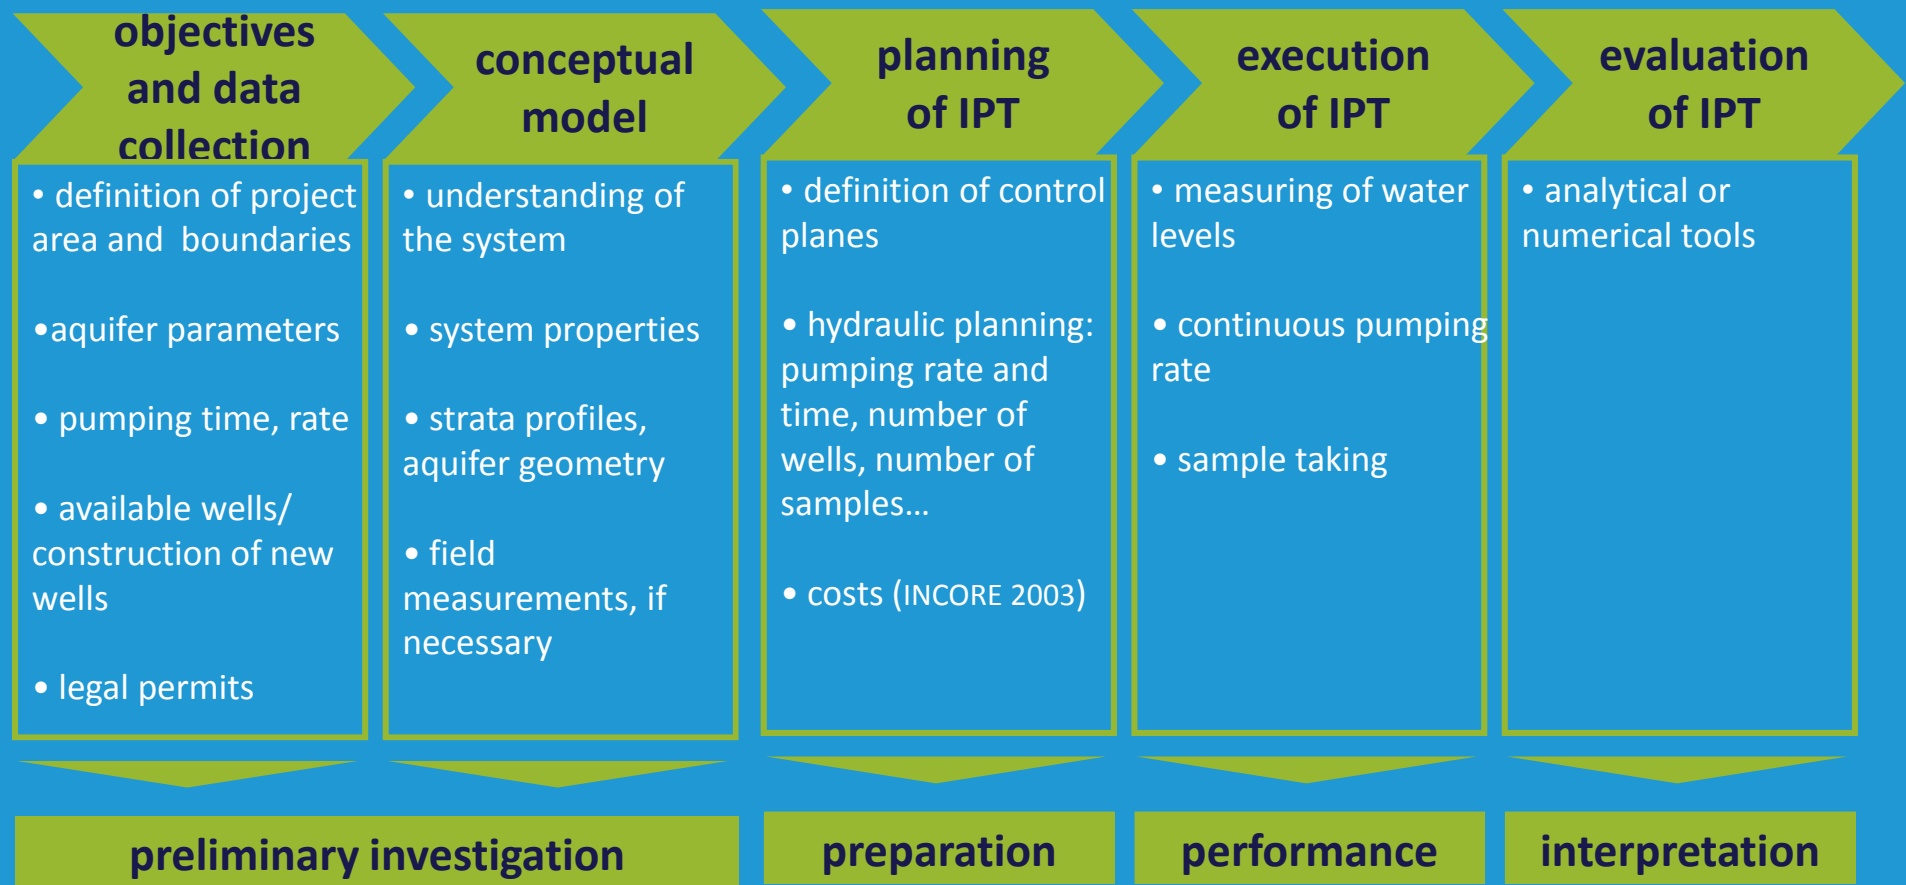 objectives
and data
collection
• definition of project
area and boundaries
•aquifer parameters
• pumping time, rate
• available wells/
construction of new
wells
• legal permits
conceptual
model
• understanding of
the system
• system properties
• strata profiles,
aquifer geometry
• field
measurements, if
necessary
planning
of IPT
• definition of control
planes
• hydraulic planning:
pumping rate and
time, number of
wells, number of
samples…
• costs (INCORE 2003)
execution
of IPT
• measuring of water
levels
• continuous pumping
rate
• sample taking
evaluation
of IPT
• analytical or
numerical tools
preliminary investigation
preparation
performance
interpretation